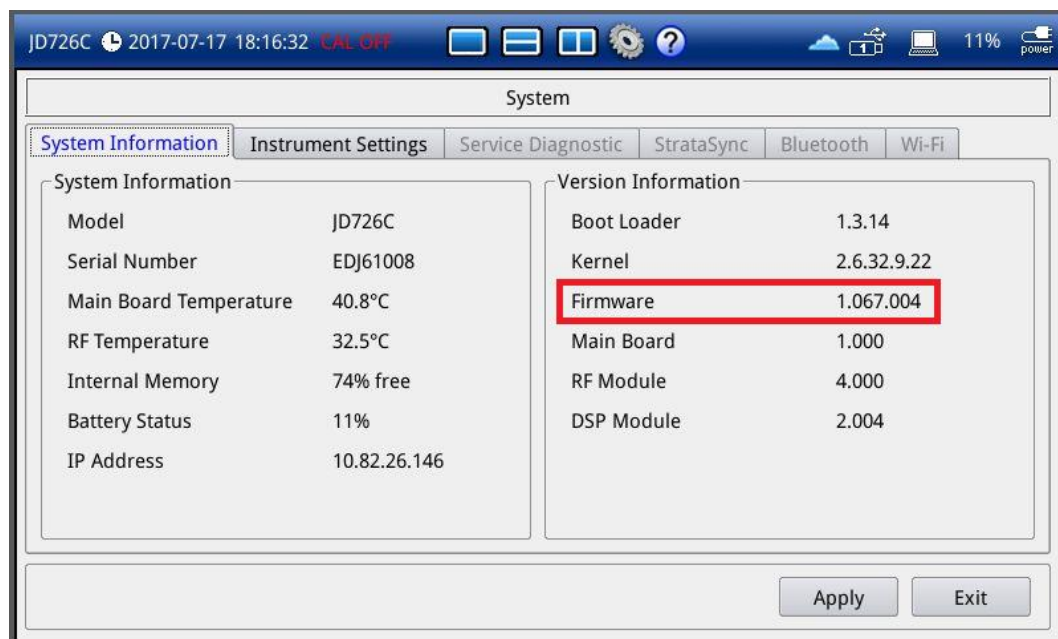 JD726C 2017-07-17 18:16:32 CAL OFF ? 1 11% power
System
System Information Instrument Settings Service Diagnostic StrataSync Bluetooth Wi-Fi
System Information
Model JD726C
Serial Number EDJ61008
Main Board Temperature 40.8°C
RF Temperature 32.5°C
Internal Memory 74% free
Battery Status 11%
IP Address 10.82.26.146
Version Information
Boot Loader 1.3.14
Kernel 2.6.32.9.22
Firmware 1.067.004
Main Board 1.000
RF Module 4.000
DSP Module 2.004
Apply Exit